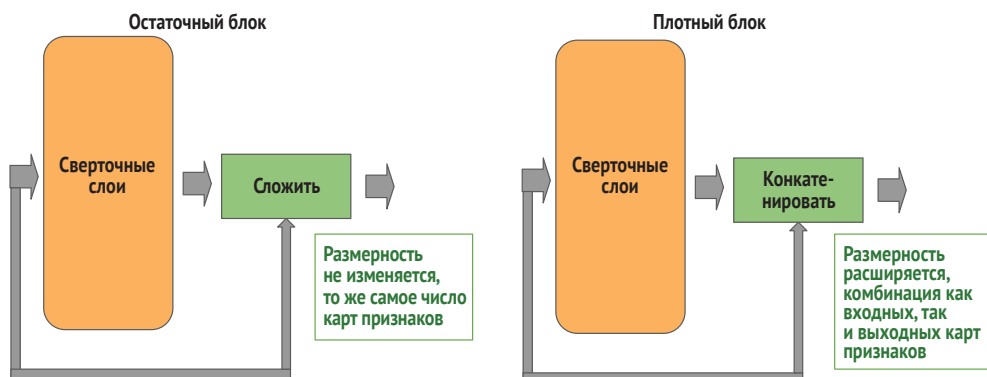 Остаточный блок
Сверточные
слои
Сложить
Размерность
не изменяется,
то же самое число
карт признаков
Плотный блок
Сверточные
слои
Конкате-
нировать
Размерность
расширяется,
комбинация как
входных, так
и выходных карт
признаков